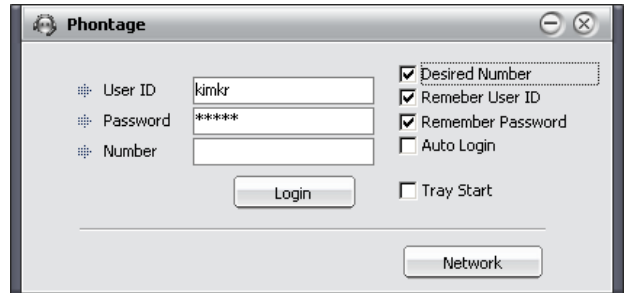 Phontage
User ID kimkr
Password *****
Number
Login
Desired Number
Remeber User ID
Remember Password
Auto Login
Tray Start
Network